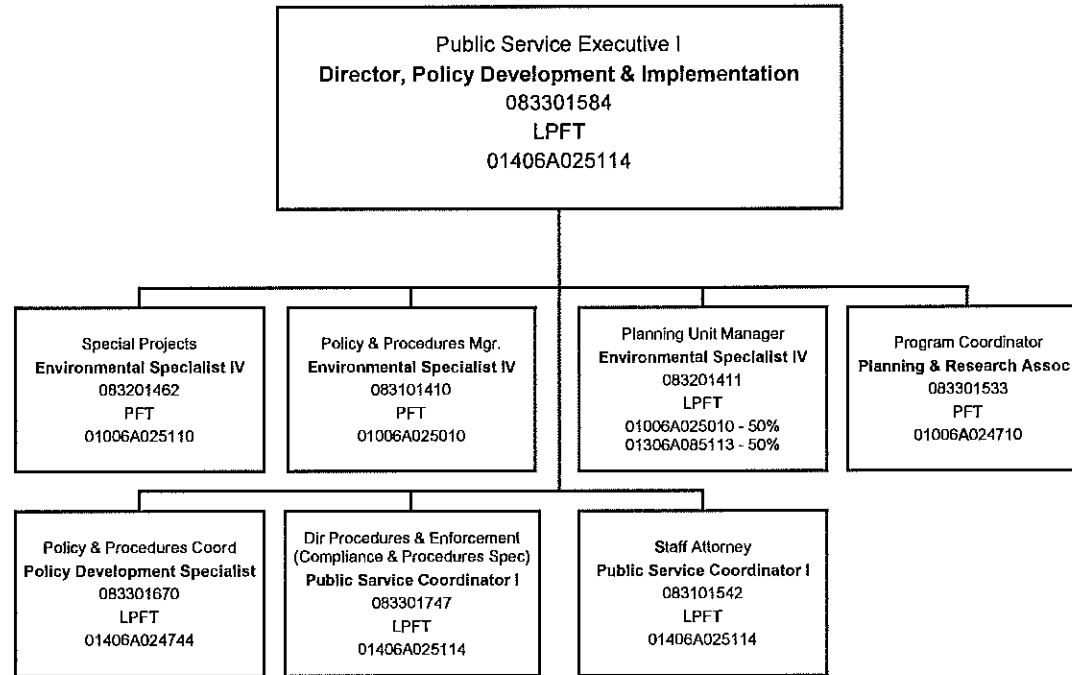 Public Service Executive I
Director, Policy Development & Implementation
083301584
LPFT
01406A025114
Special Projects
Environmental Specialist IV
083201462
PFT
01006A025110
Policy & Procedures Mgr.
Environmental Specialist IV
083101410
PFT
01006A025010
Planning Unit Manager
Environmental Specialist IV
083201411
LPFT
01006A025010 - 50%
01306A085113 - 50%
Program Coordinator
Planning & Research Assoc
083301533
PFT
01006A024710
Policy & Procedures Coord
Policy Development Specialist
083301670
LPFT
01406A024744
Dir Procedures & Enforcement
(Compliance & Procedures Spec)
Public Sarvice Coordinator I
083301747
LPFT
01406A025114
Staff Attorney
Public Service Coordinator I
083101542
LPFT
01406A025114